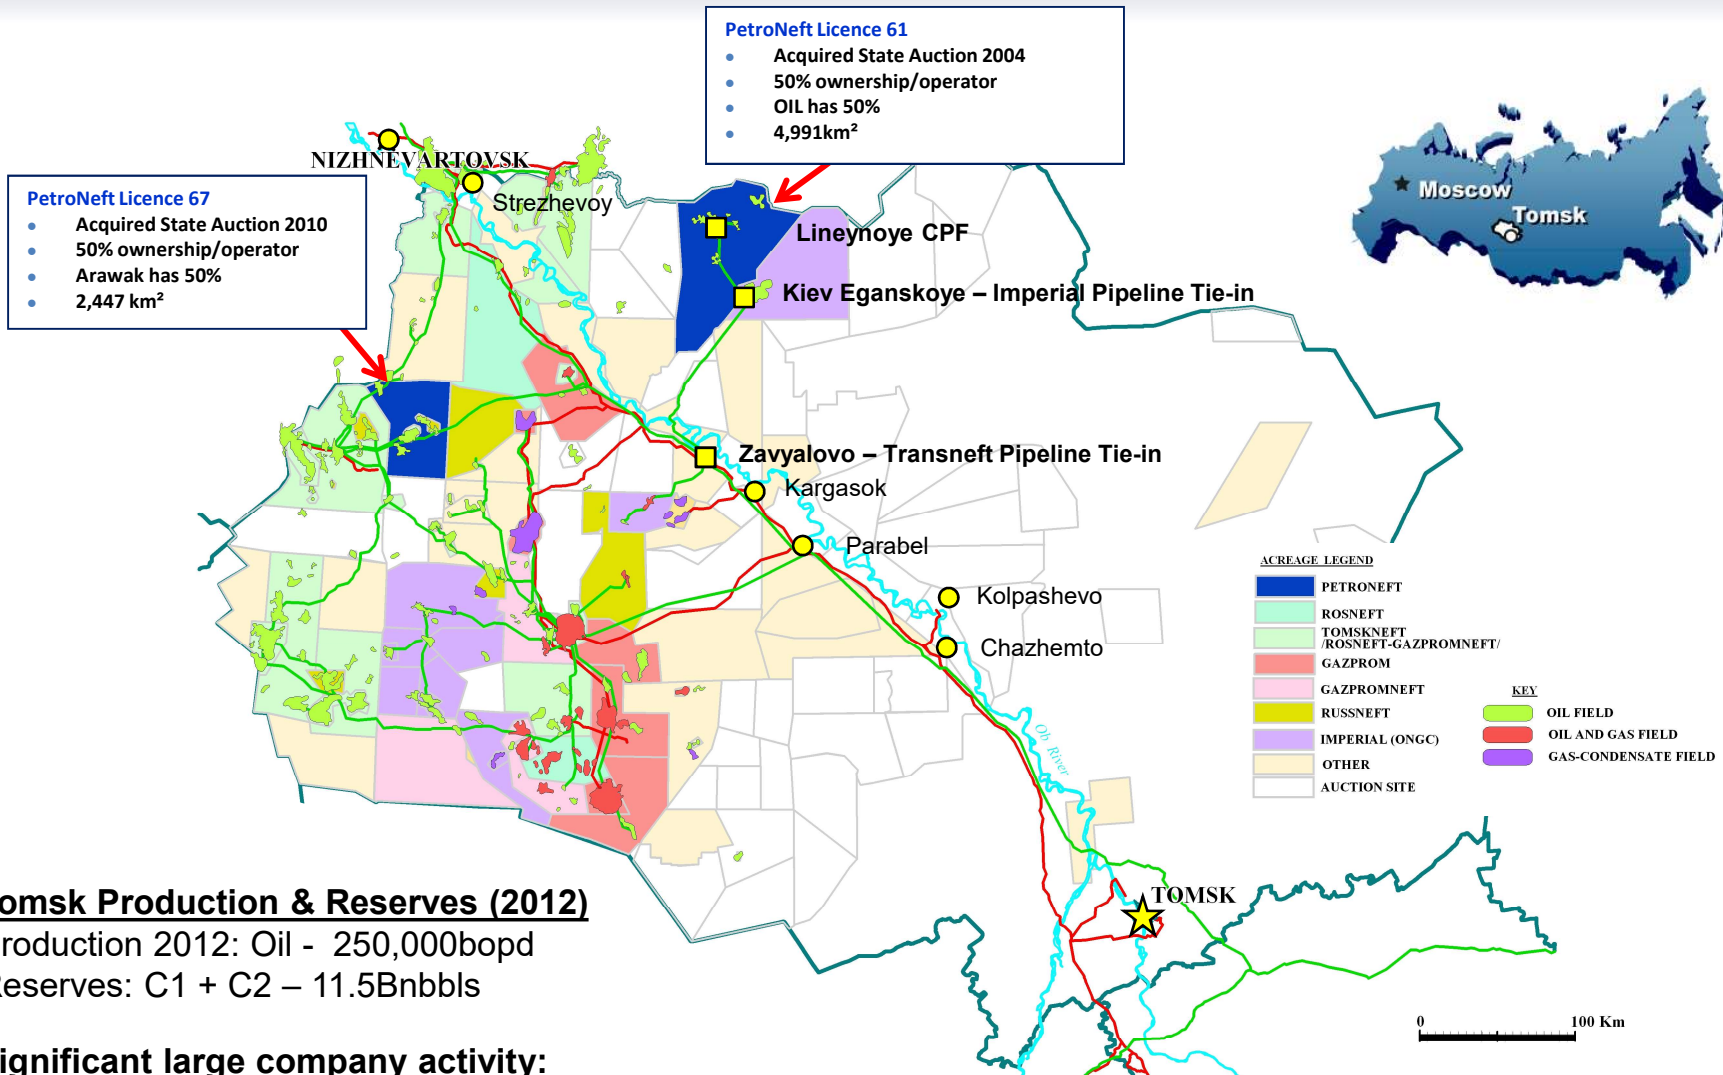 PetroNeft Licence 61
• Acquired State Auction 2004
• 50% ownership/operator
• OIL has 50%
• 4,991km²
NIZHNEVARTOVSK
Strezhevoy
PetroNeft Licence 67
• Acquired State Auction 2010
• 50% ownership/operator
• Arawak has 50%
• 2,447 km²
Moscow
Tomsk
Lineynoye CPF
Kiev Eganskoye – Imperial Pipeline Tie-in
Zavyalovo – Transneft Pipeline Tie-in
Kargasok
Parabel
Kolpashevo
Chazhemto
Ob River
TOMSK
ACREAGE LEGEND
PETRONEFT
ROSNEFT
TOMSKNEFT
/ROSNEFT-GAZPROMNEFT/
GAZPROM
GAZPROMNEFT
RUSSNEFT
IMPERIAL (ONGC)
OTHER
AUCTION SITE
KEY
OIL FIELD
OIL AND GAS FIELD
GAS-CONDENSATE FIELD
omsk Production & Reserves (2012)
roduction 2012: Oil - 250,000bopd
eserves: C1 + C2 – 11.5Bnbbls
ignificant large company activity:
0 100 Km